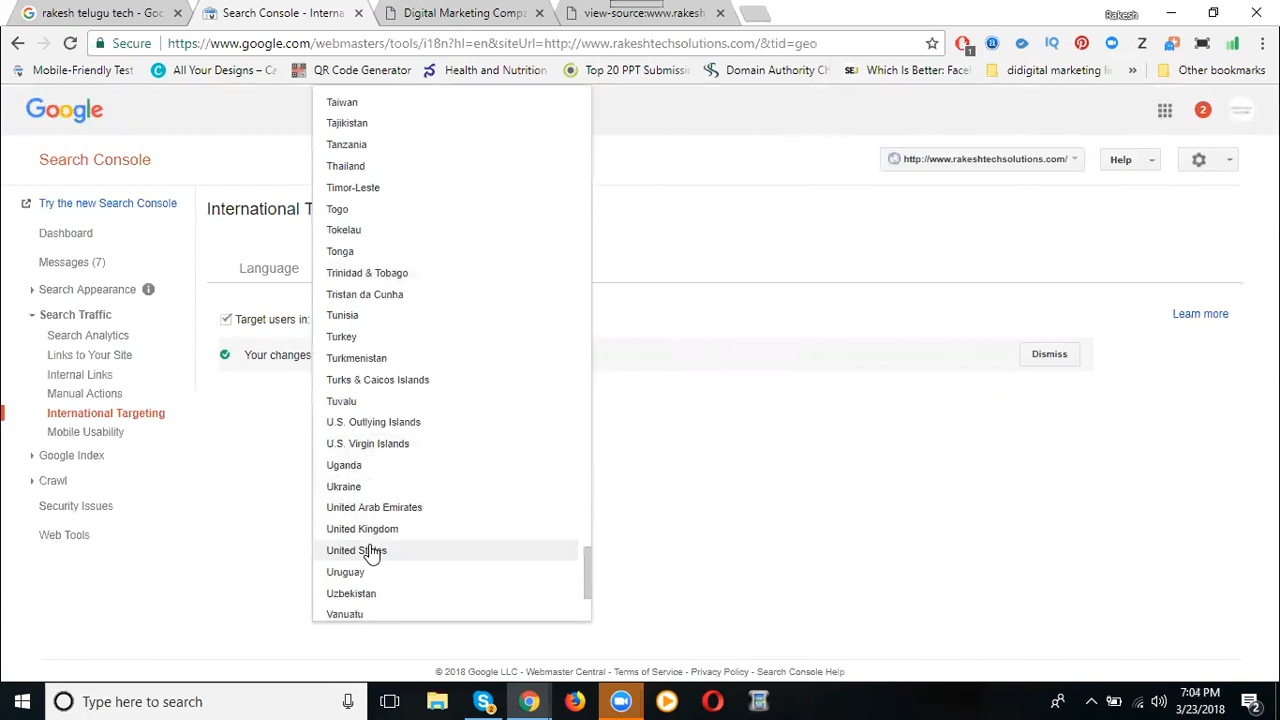 rakesh telugu tech - Goo
Search Console - Interna
Digital Marketing Compa
view-source:www.rakesh
Rakesh
Secure
https://www.google.com/webmasters/tools/i18n?hl=en&siteUrl=http://www.rakeshtechsolutions.com/&tid=geo
Mobile-Friendly Test
All Your Designs – Ca
QR Code Generator
Health and Nutrition
Top 20 PPT Submissi
Domain Authority Ch
Which Is Better: Face
didigital marketing li
Other bookmarks
Google
2
Search Console
http://www.rakeshtechsolutions.com/
Help
Try the new Search Console
Dashboard
Messages (7)
Search Appearance
Search Traffic
Search Analytics
Links to Your Site
Internal Links
Manual Actions
International Targeting
Mobile Usability
Google Index
Crawl
Security Issues
Web Tools
International T
Language
Target users in:
Learn more
Your changes
Dismiss
Taiwan
Tajikistan
Tanzania
Thailand
Timor-Leste
Togo
Tokelau
Tonga
Trinidad & Tobago
Tristan da Cunha
Tunisia
Turkey
Turkmenistan
Turks & Caicos Islands
Tuvalu
U.S. Outlying Islands
U.S. Virgin Islands
Uganda
Ukraine
United Arab Emirates
United Kingdom
United States
Uruguay
Uzbekistan
Vanuatu
© 2018 Google LLC - Webmaster Central - Terms of Service - Privacy Policy - Search Console Help
Type here to search
7:04 PM
3/23/2018